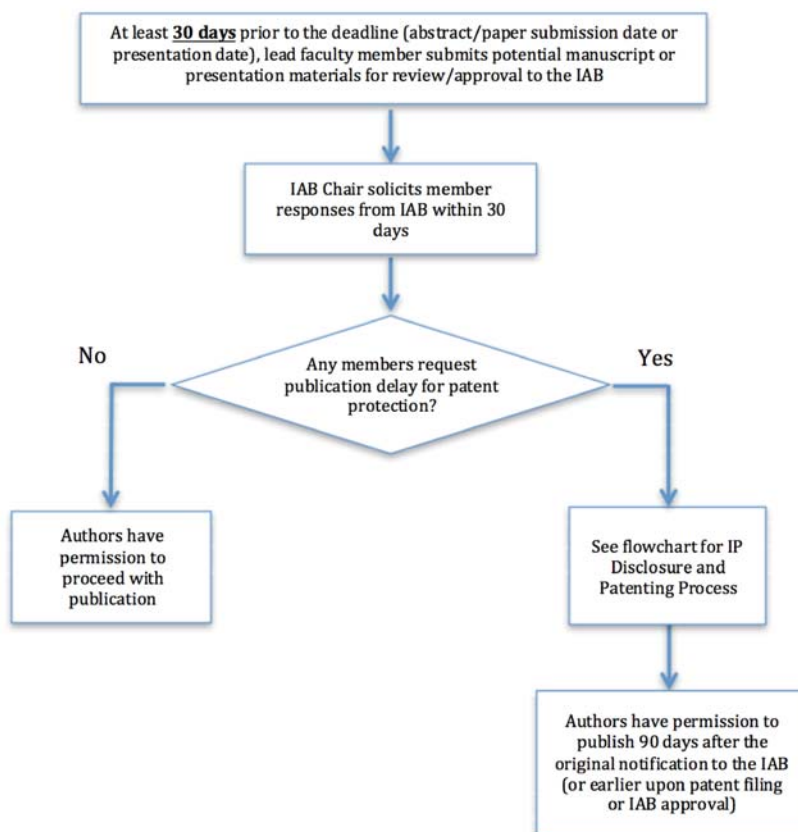 At least 30 days prior to the deadline (abstract/paper submission date or
presentation date), lead faculty member submits potential manuscript or
presentation materials for review/approval to the IAB
IAB Chair solicits member
responses from IAB within 30
days
Any members request
publication delay for patent
protection?
No
Yes
Authors have
permission to
proceed with
publication
See flowchart for IP
Disclosure and
Patenting Process
Authors have permission to
publish 90 days after the
original notification to the IAB
(or earlier upon patent filing
or IAB approval)